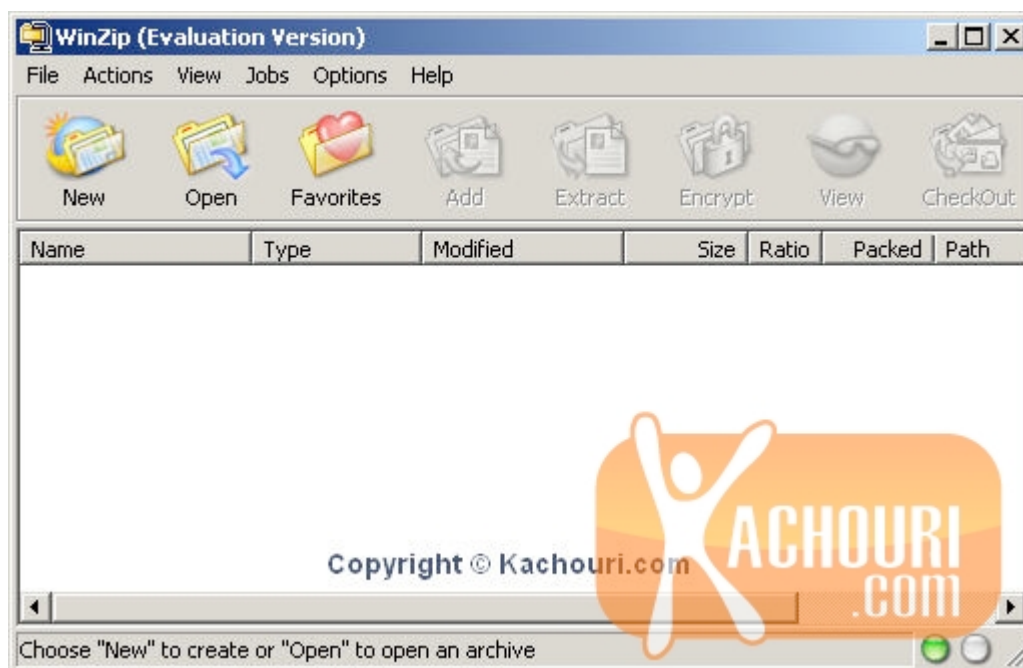 WinZip (Evaluation Version)
File Actions View Jobs Options Help
New Open Favorites Add Extract Encrypt View CheckOut
Name Type Modified Size Ratio Packed Path
KACHOURI
.com
Copyright © Kachouri.com
Choose "New" to create or "Open" to open an archive